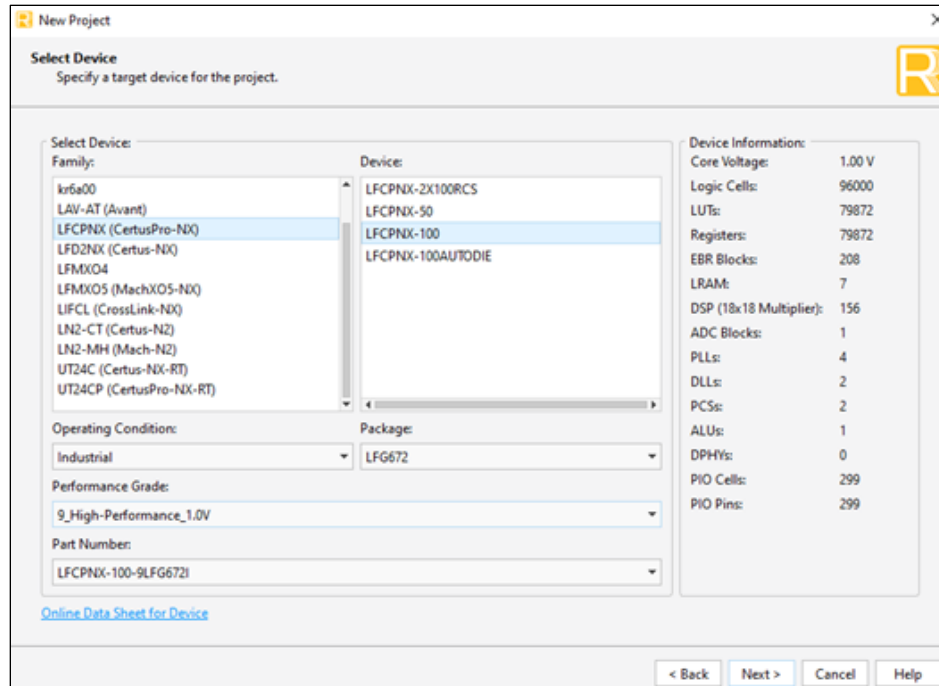 New Project
Select Device
Specify a target device for the project.
Select Device:
Family:
kr6a00
LAV-AT (Avant)
LFCPNX (CertusPro-NX)
LFD2NX (Certus-NX)
LFMXO4
LFMXO5 (MachXO5-NX)
LIFCL (CrossLink-NX)
LN2-CT (Certus-N2)
LN2-MH (Mach-N2)
UT24C (Certus-NX-RT)
UT24CP (CertusPro-NX-RT)
Device:
LFCPNX-2X100RCS
LFCPNX-50
LFCPNX-100
LFCPNX-100AUTODIE
Operating Condition:
Industrial
Package:
LFG672
Performance Grade:
9_High-Performance_1.0V
Part Number:
LFCPNX-100-9LFG672I
Device Information:
Core Voltage: 1.00 V
Logic Cells: 96000
LUTs: 79872
Registers: 79872
EBR Blocks: 208
LRAM: 7
DSP (18x18 Multiplier): 156
ADC Blocks: 1
PLLs: 4
DLLs: 2
PCSs: 2
ALUs: 1
DPHYs: 0
PIO Cells: 299
PIO Pins: 299
Online Data Sheet for Device
< Back Next > Cancel Help